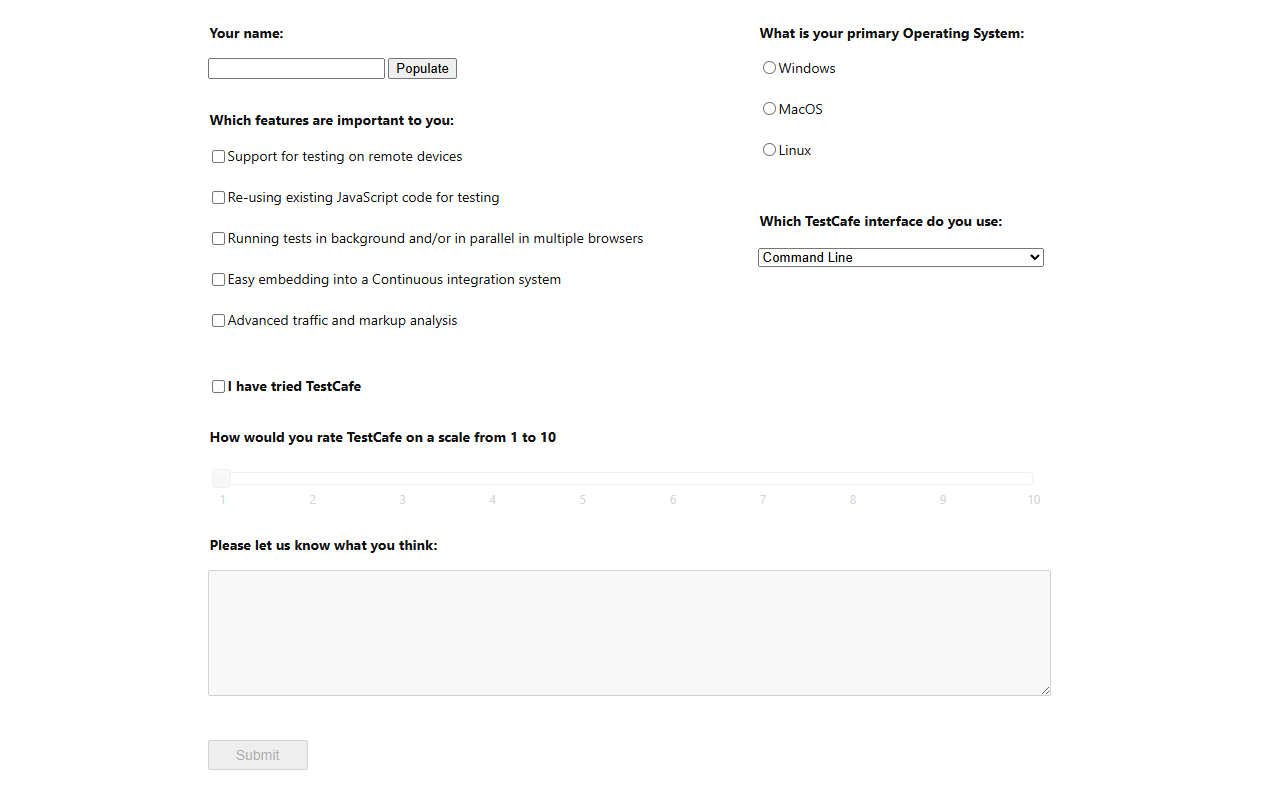 Your name:
Populate
Which features are important to you:
Support for testing on remote devices
Re-using existing JavaScript code for testing
Running tests in background and/or in parallel in multiple browsers
Easy embedding into a Continuous integration system
Advanced traffic and markup analysis
What is your primary Operating System:
Windows
MacOS
Linux
Which TestCafe interface do you use:
Command Line
I have tried TestCafe
How would you rate TestCafe on a scale from 1 to 10
1 2 3 4 5 6 7 8 9 10
Please let us know what you think:
Submit